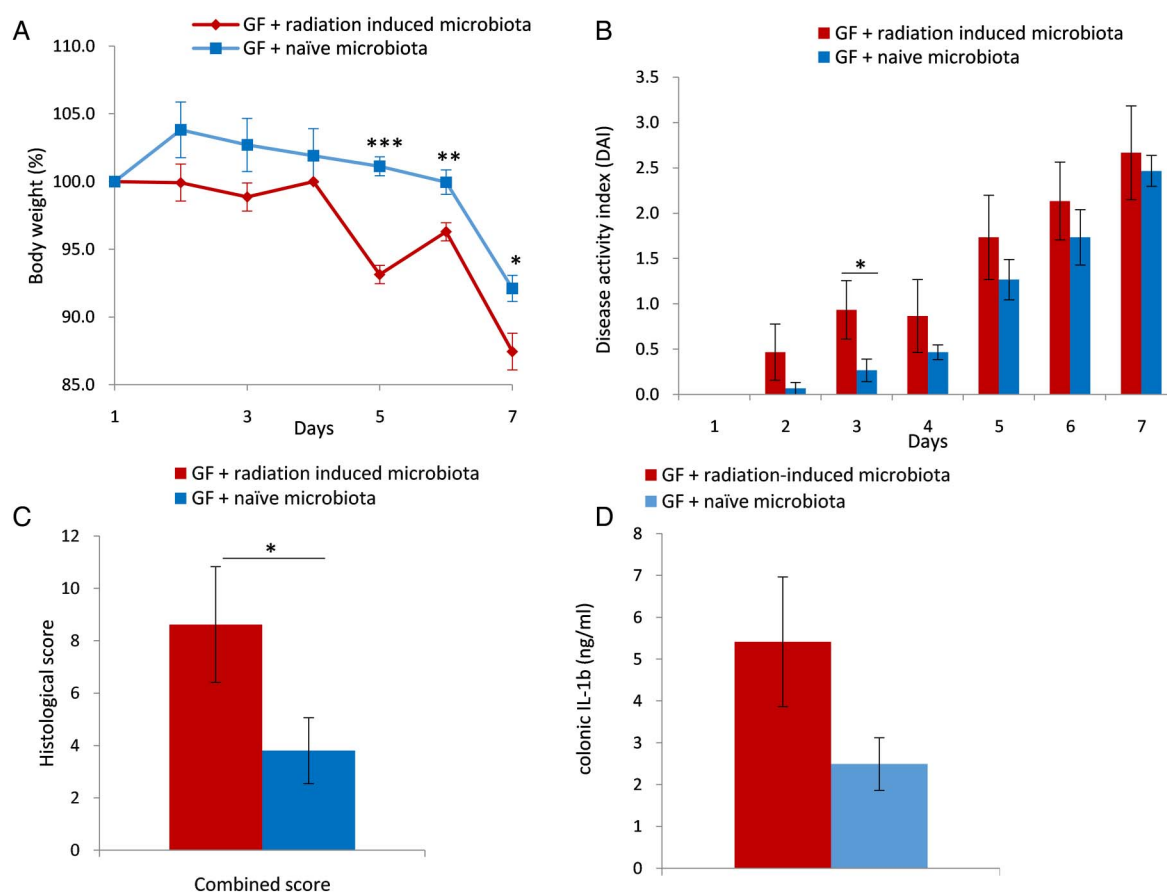 A
GF + radiation induced microbiota
GF + naïve microbiota
110.0
105.0
100.0
95.0
90.0
85.0
Body weight (%)
***
**
*
1
3
5
7
Days
B
GF + radiation induced microbiota
GF + naive microbiota
3.5
3.0
2.5
2.0
1.5
1.0
0.5
0.0
Disease activity index (DAI)
*
1 2 3 4 5 6 7
Days
C
GF + radiation induced microbiota
GF + naïve microbiota
12
10
8
6
4
2
0
Histological score
*
Combined score
D
GF + radiation-induced microbiota
GF + naïve microbiota
8
7
6
5
4
3
2
1
0
colonic IL-1b (ng/ml)